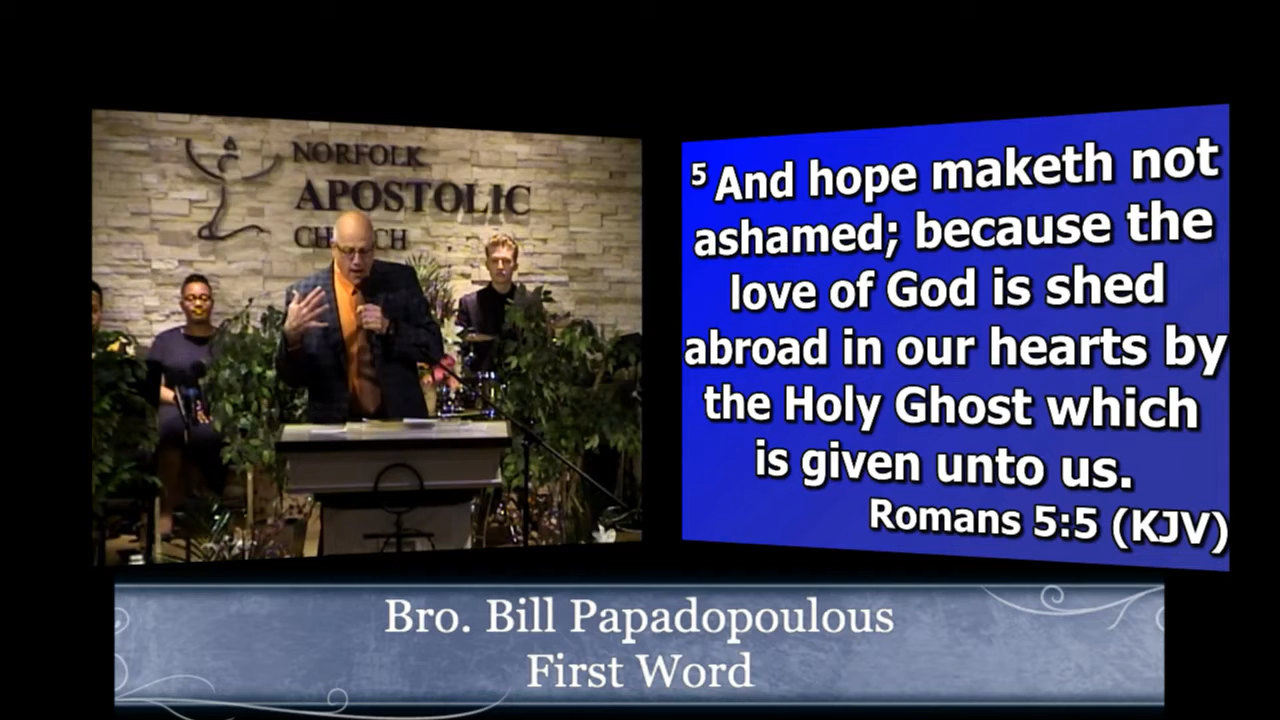 NORFOLK
APOSTOLIC
CHURCH
5 And hope maketh not
ashamed; because the
love of God is shed
abroad in our hearts by
the Holy Ghost which
is given unto us.
Romans 5:5 (KJV)
Bro. Bill Papadopoulous
First Word